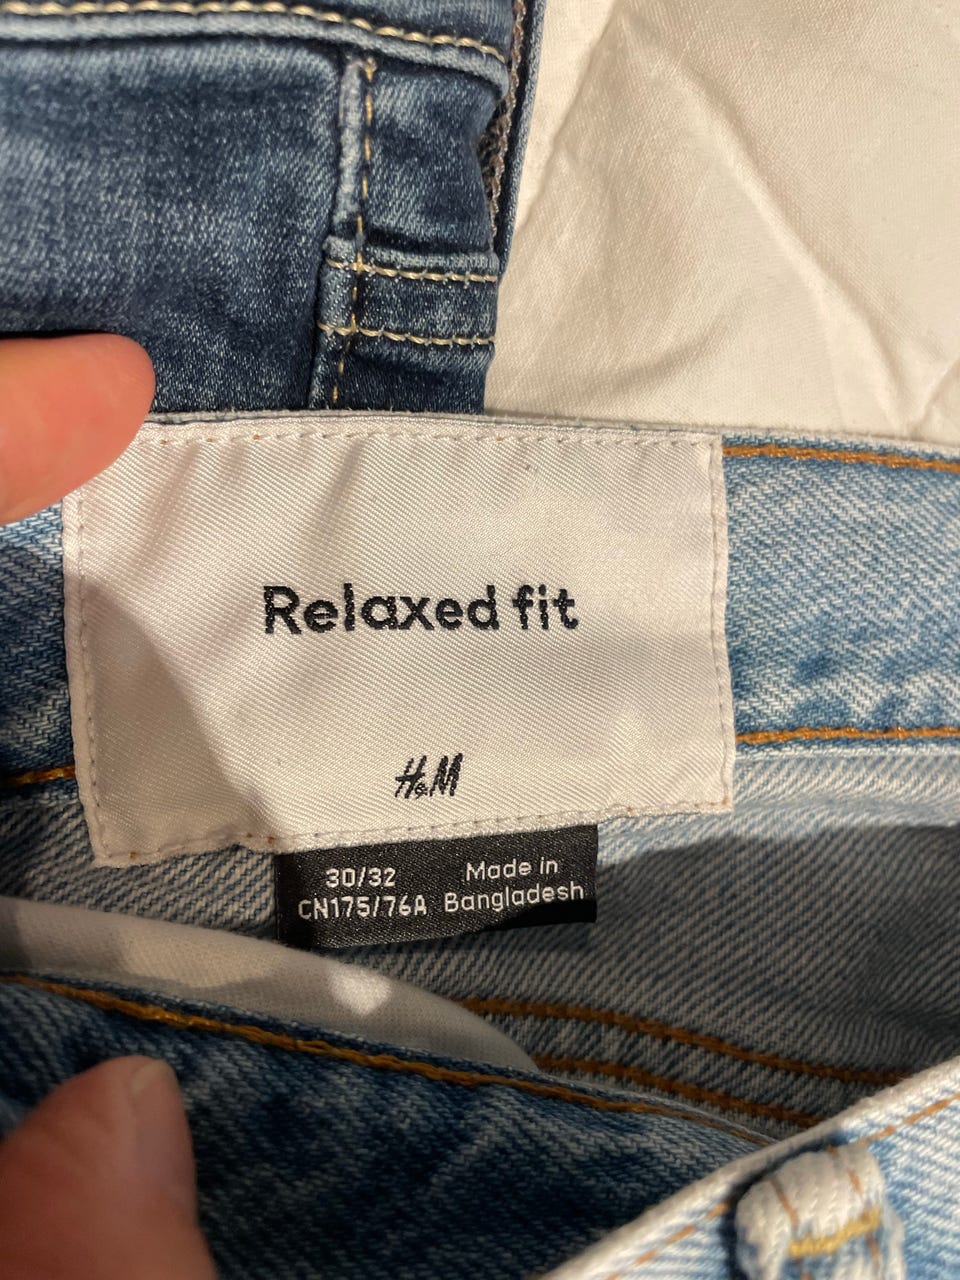 Relaxed fit
H&M
30/32
CN175/76A
Made in
Bangladesh